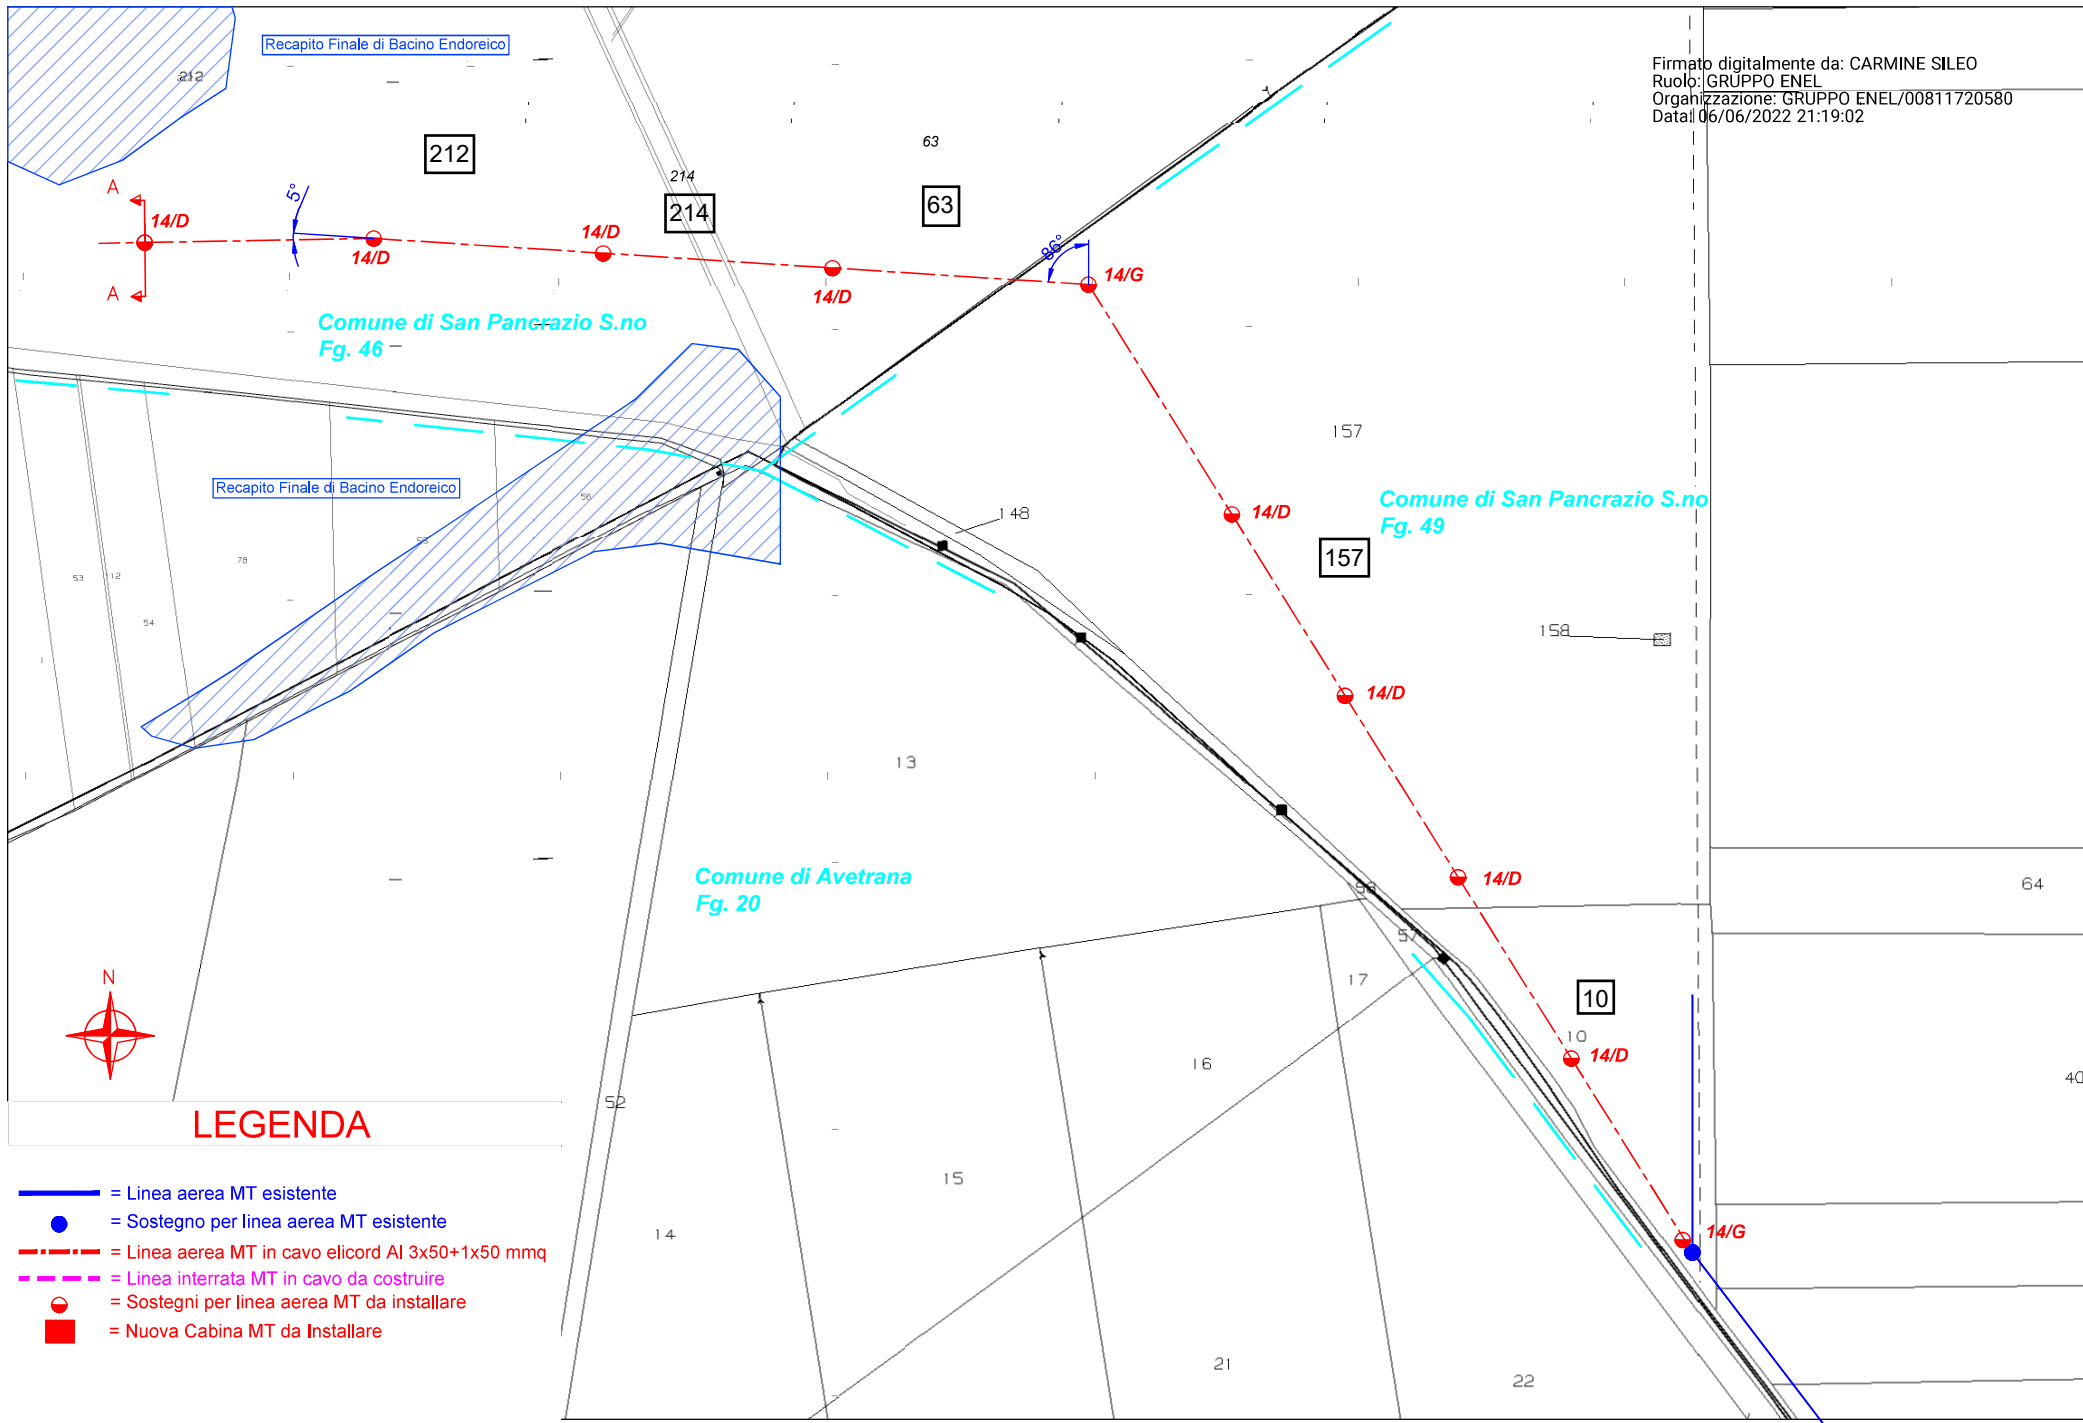 Recapito Finale di Bacino Endoreico
212
Firmato digitalmente da: CARMINE SILEO
Ruolo: GRUPPO ENEL
Organizzazione: GRUPPO ENEL/00811720580
Data: 06/06/2022 21:19:02
212
63
214
214
63
A
14/D
5°
14/D
14/D
14/D
86°
14/G
A
Comune di San Pancrazio S.no
Fg. 46
157
Recapito Finale di Bacino Endoreico
56
148
Comune di San Pancrazio S.no
Fg. 49
14/D
157
53
112
78
54
158
14/D
13
Comune di Avetrana
Fg. 20
14/D
64
57
17
10
N
10
14/D
16
40
52
LEGENDA
15
14
14/G
= Linea aerea MT esistente
= Sostegno per linea aerea MT esistente
= Linea aerea MT in cavo elicord Al 3x50+1x50 mmq
= Linea interrata MT in cavo da costruire
= Sostegni per linea aerea MT da installare
= Nuova Cabina MT da Installare
21
22